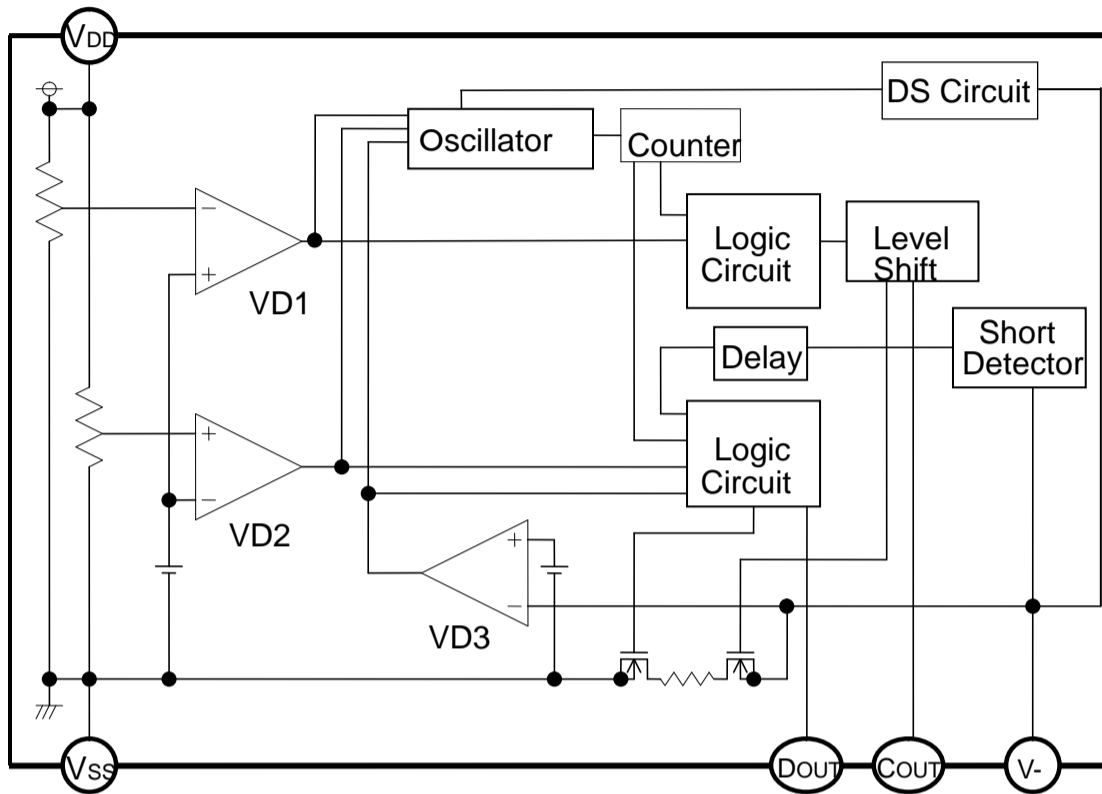 VDD
DS Circuit
Oscillator
Counter
−
+
VD1
Logic
Circuit
Level
Shift
Short
Detector
Delay
+
−
VD2
Logic
Circuit
+
−
VD3
VSS
DOUT
COUT
V-